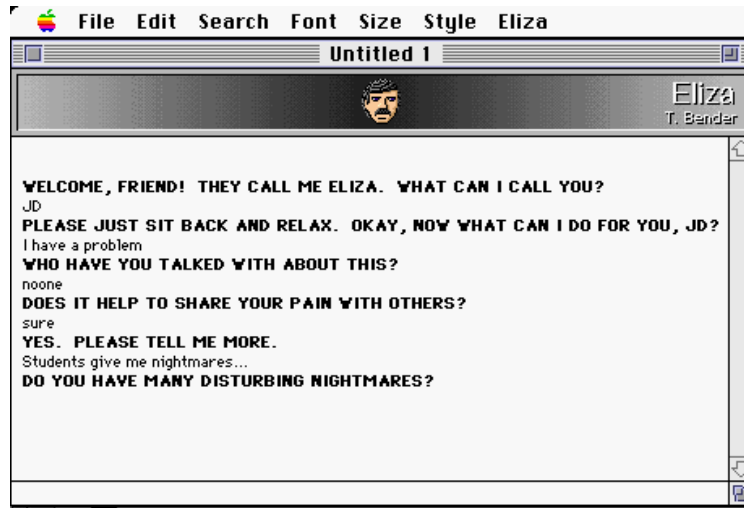 File Edit Search Font Size Style Eliza
Untitled 1
Eliza
T. Bender
WELCOME, FRIEND!  THEY CALL ME ELIZA.  WHAT CAN I CALL YOU?
JD
PLEASE JUST SIT BACK AND RELAX.  OKAY, NOW WHAT CAN I DO FOR YOU, JD?
I have a problem
WHO HAVE YOU TALKED WITH ABOUT THIS?
noone
DOES IT HELP TO SHARE YOUR PAIN WITH OTHERS?
sure
YES.  PLEASE TELL ME MORE.
Students give me nightmares...
DO YOU HAVE MANY DISTURBING NIGHTMARES?